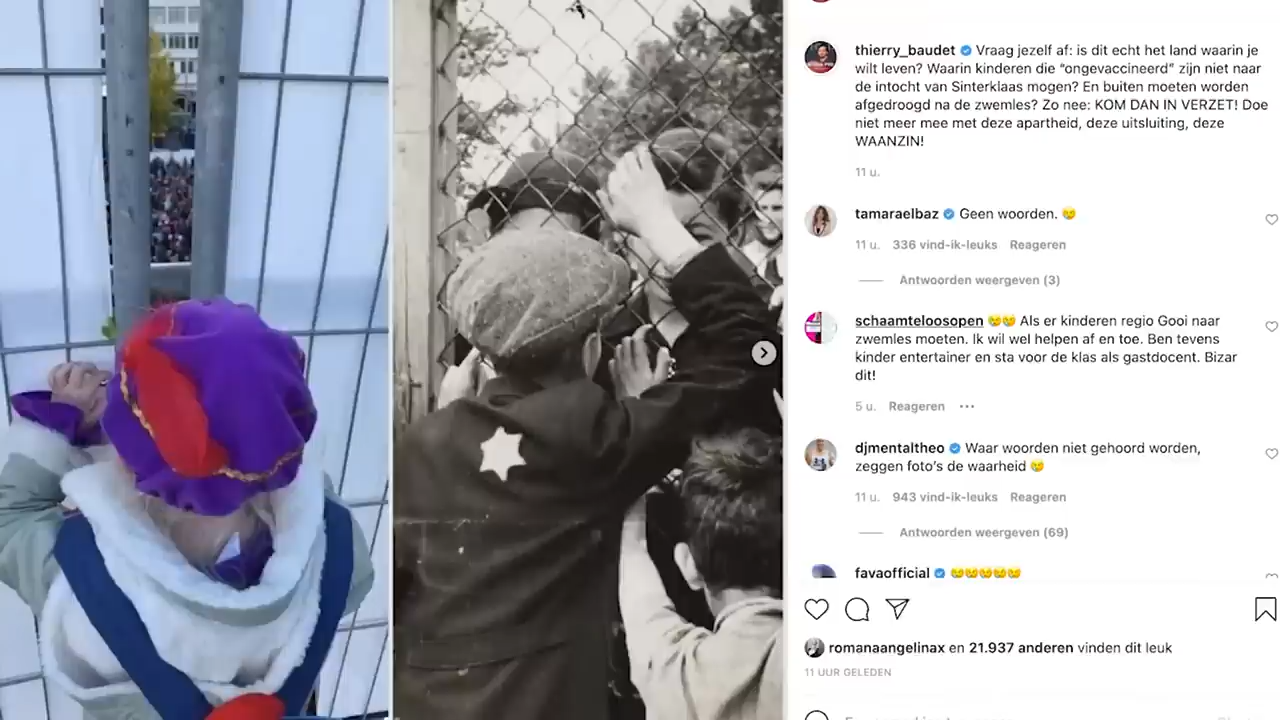 thierry_baudet Vraag jezelf af: is dit echt het land waarin je
wilt leven? Waarin kinderen die “ongevaccineerd” zijn niet naar
de intocht van Sinterklaas mogen? En buiten moeten worden
afgedroogd na de zwemles? Zo nee: KOM DAN IN VERZET! Doe
niet meer mee met deze apartheid, deze uitsluiting, deze
WAANZIN!
11 u.
tamaraelbaz Geen woorden. 😢
11 u. 336 vind-ik-leuks Reageren
Antwoorden weergeven (3)
schaamteloosopen 😢😢 Als er kinderen regio Gooi naar
zwemles moeten. Ik wil wel helpen af en toe. Ben tevens
kinder entertainer en sta voor de klas als gastdocent. Bizar
dit!
5 u. Reageren •••
djmentaltheo Waar woorden niet gehoord worden,
zeggen foto’s de waarheid 😢
11 u. 943 vind-ik-leuks Reageren
Antwoorden weergeven (69)
favaofficial 😢😢😢😢😢
romanaangelinax en 21.937 anderen vinden dit leuk
11 UUR GELEDEN